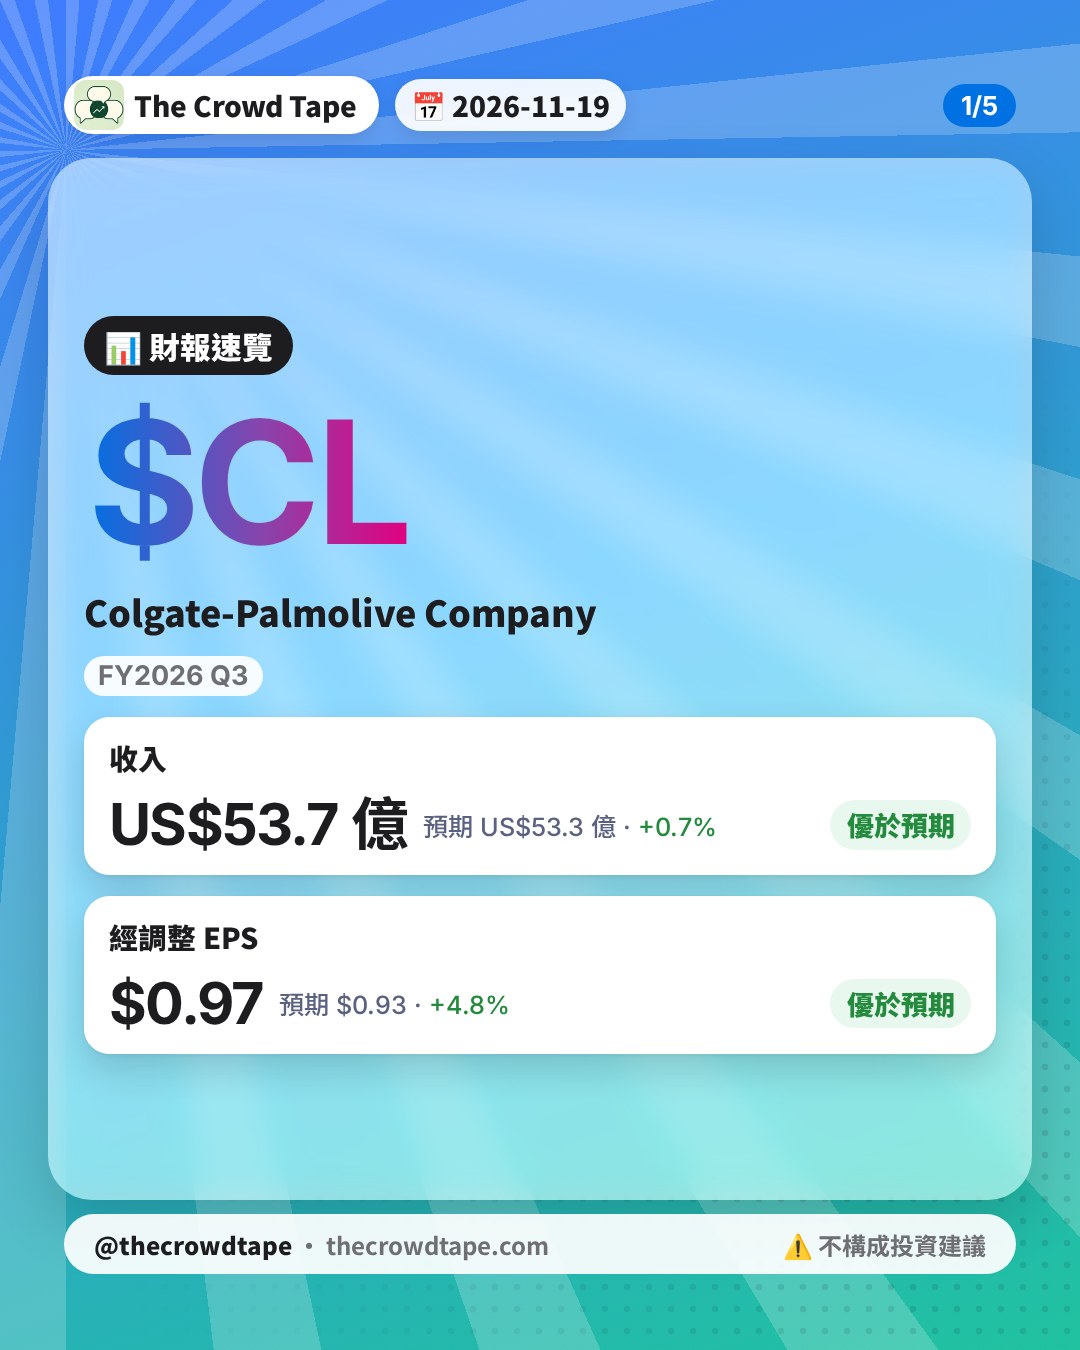 The Crowd Tape
📅 2026-11-19
1/5
📊 財報速覽
$CL
Colgate-Palmolive Company
FY2026 Q3
收入
US$53.7 億 預期 US$53.3 億 · +0.7% 優於預期
經調整 EPS
$0.97 預期 $0.93 · +4.8% 優於預期
@thecrowdtape • thecrowdtape.com
⚠️ 不構成投資建議